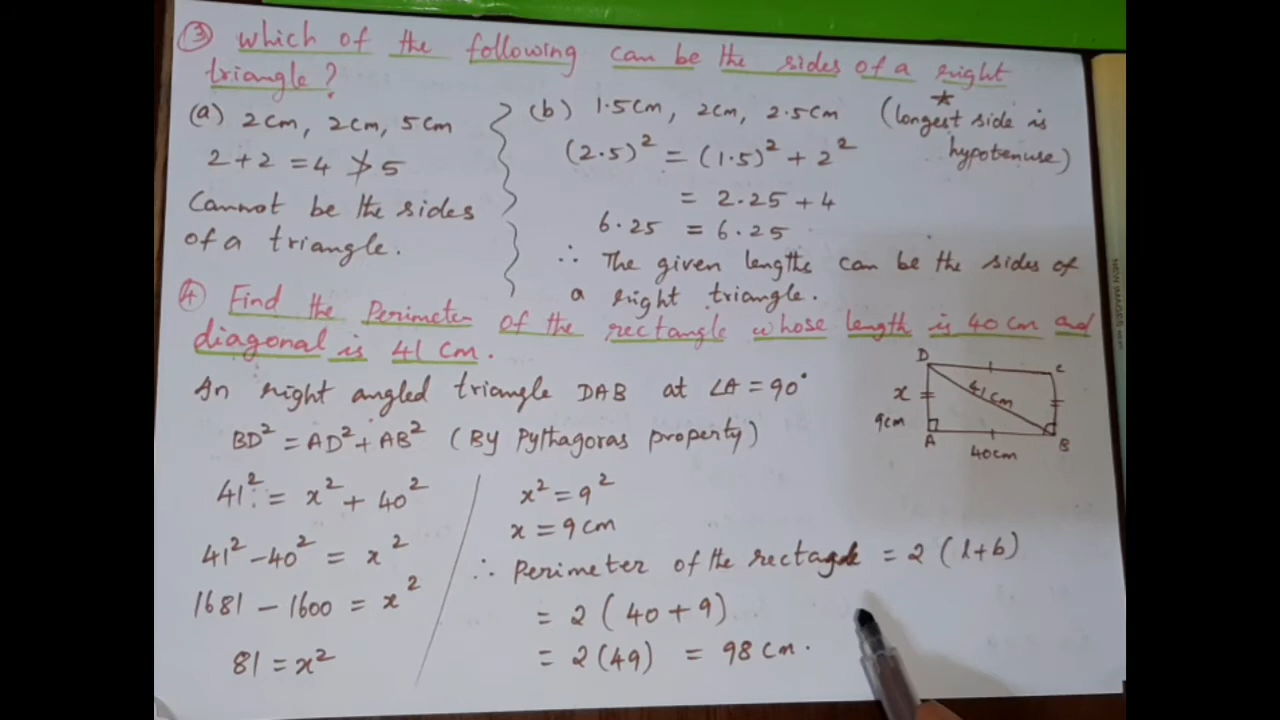 ③ Which of the following can be the sides of a right
triangle?
(a) 2cm, 2cm, 5cm
2 + 2 = 4 ≯ 5
Cannot be the sides
of a triangle.
(b) 1.5cm, 2cm, 2.5cm
(longest side is
hypotenuse)
*
(2.5)² = (1.5)² + 2²
= 2.25 + 4
6.25 = 6.25
∴ The given lengths can be the sides of
a right triangle.
④ Find the Perimeter of the rectangle whose length is 40 cm and
diagonal is 41 cm.
In right angled triangle DAB at ∠A = 90°
BD² = AD² + AB² (By Pythagoras property)
41² = x² + 40²
41² - 40² = x²
1681 - 1600 = x²
81 = x²
x² = 9²
x = 9cm
∴ Perimeter of the rectangle = 2 (l+b)
= 2 (40 + 9)
= 2(49) = 98 cm.
D
C
x
41cm
9cm
A
B
40cm